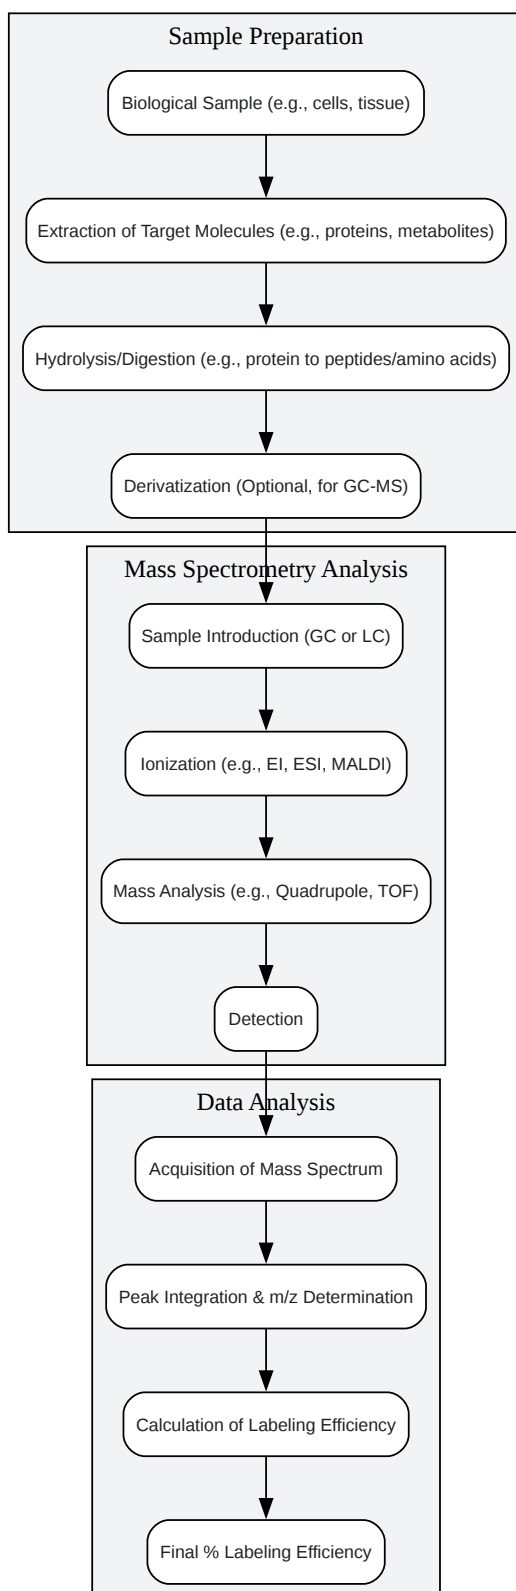 Sample Preparation
Biological Sample (e.g., cells, tissue)
Extraction of Target Molecules (e.g., proteins, metabolites)
Hydrolysis/Digestion (e.g., protein to peptides/amino acids)
Derivatization (Optional, for GC-MS)
Mass Spectrometry Analysis
Sample Introduction (GC or LC)
Ionization (e.g., EI, ESI, MALDI)
Mass Analysis (e.g., Quadrupole, TOF)
Detection
Data Analysis
Acquisition of Mass Spectrum
Peak Integration & m/z Determination
Calculation of Labeling Efficiency
Final % Labeling Efficiency